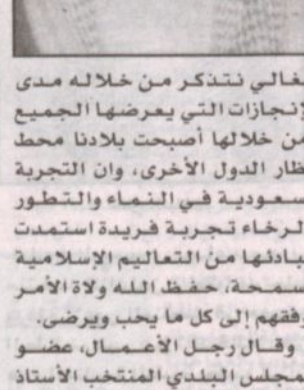 غالي نتذكر من خلاله مدى
إنجازات التي يعرضها الجميع
من خلالها أصبحت بلادنا محط
ظار الدول الأخرى، وان التجربة
سعودية في النماء والتطور
الرخاء تجربة فريدة استمدت
بادئها من التعاليم الإسلامية
سمحة، حفظ الله ولاة الأمر
وفقهم إلى كل ما يحب ويرضى.
وقال رجل الأعمال، عضو
مجلس البلدي المنتخب الأستاذ